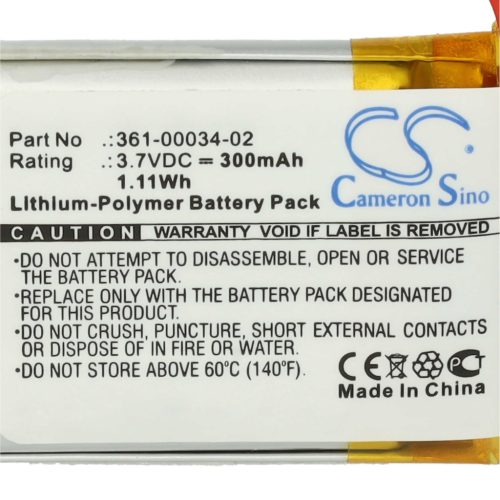 Part No .:361-00034-02
Rating .:3.7VDC = 300mAh
1.11Wh
Lithium-Polymer Battery Pack
CS
Cameron Sino
CAUTION WARRANTY VOID IF LABEL REMOVED
•DO NOT ATTEMPT TO DISASSEMBLE, OPEN OR SERVICE
THE BATTERY PACK.
•REPLACE ONLY WITH THE BATTERY PACK DESIGNATED
FOR THIS PRODUCT.
•DO NOT CRUSH, PUNCTURE, SHORT EXTERNAL CONTACTS
OR DISPOSE OF IN FIRE OR WATER.
•DO NOT STORE ABOVE 60°C (140°F).
CE FC
Made In China